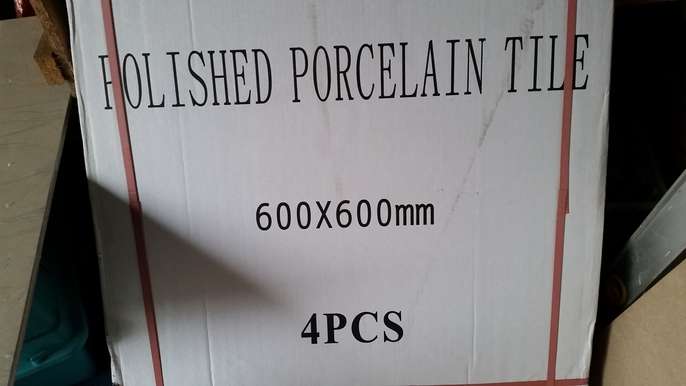 POLISHED PORCELAIN TILE
600X600mm
4PCS